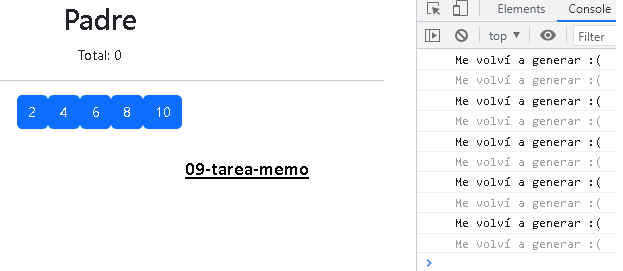 Padre
Total: 0
2 4 6 8 10
09-tarea-memo
Elements Console
top ▼ Filter
Me volví a generar :(
Me volví a generar :(
Me volví a generar :(
Me volví a generar :(
Me volví a generar :(
Me volví a generar :(
Me volví a generar :(
Me volví a generar :(
Me volví a generar :(
Me volví a generar :(